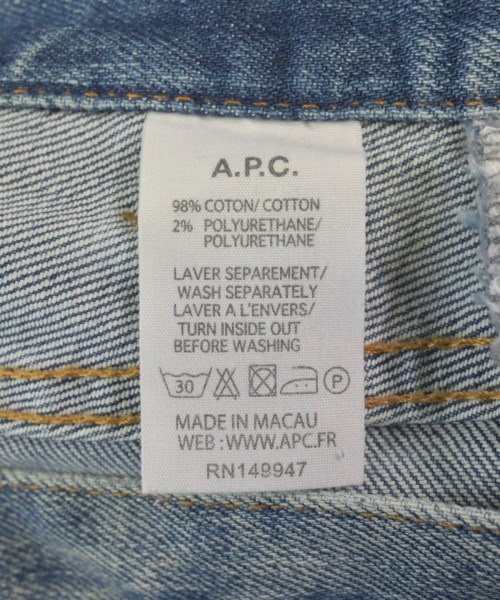 A.P.C.
98% COTON/ COTTON
2% POLYURETHANE/
POLYURETHANE
LAVER SEPAREMENT/
WASH SEPARATELY
LAVER A L'ENVERS/
TURN INSIDE OUT
BEFORE WASHING
30 P
MADE IN MACAU
WEB : WWW.APC.FR
RN149947